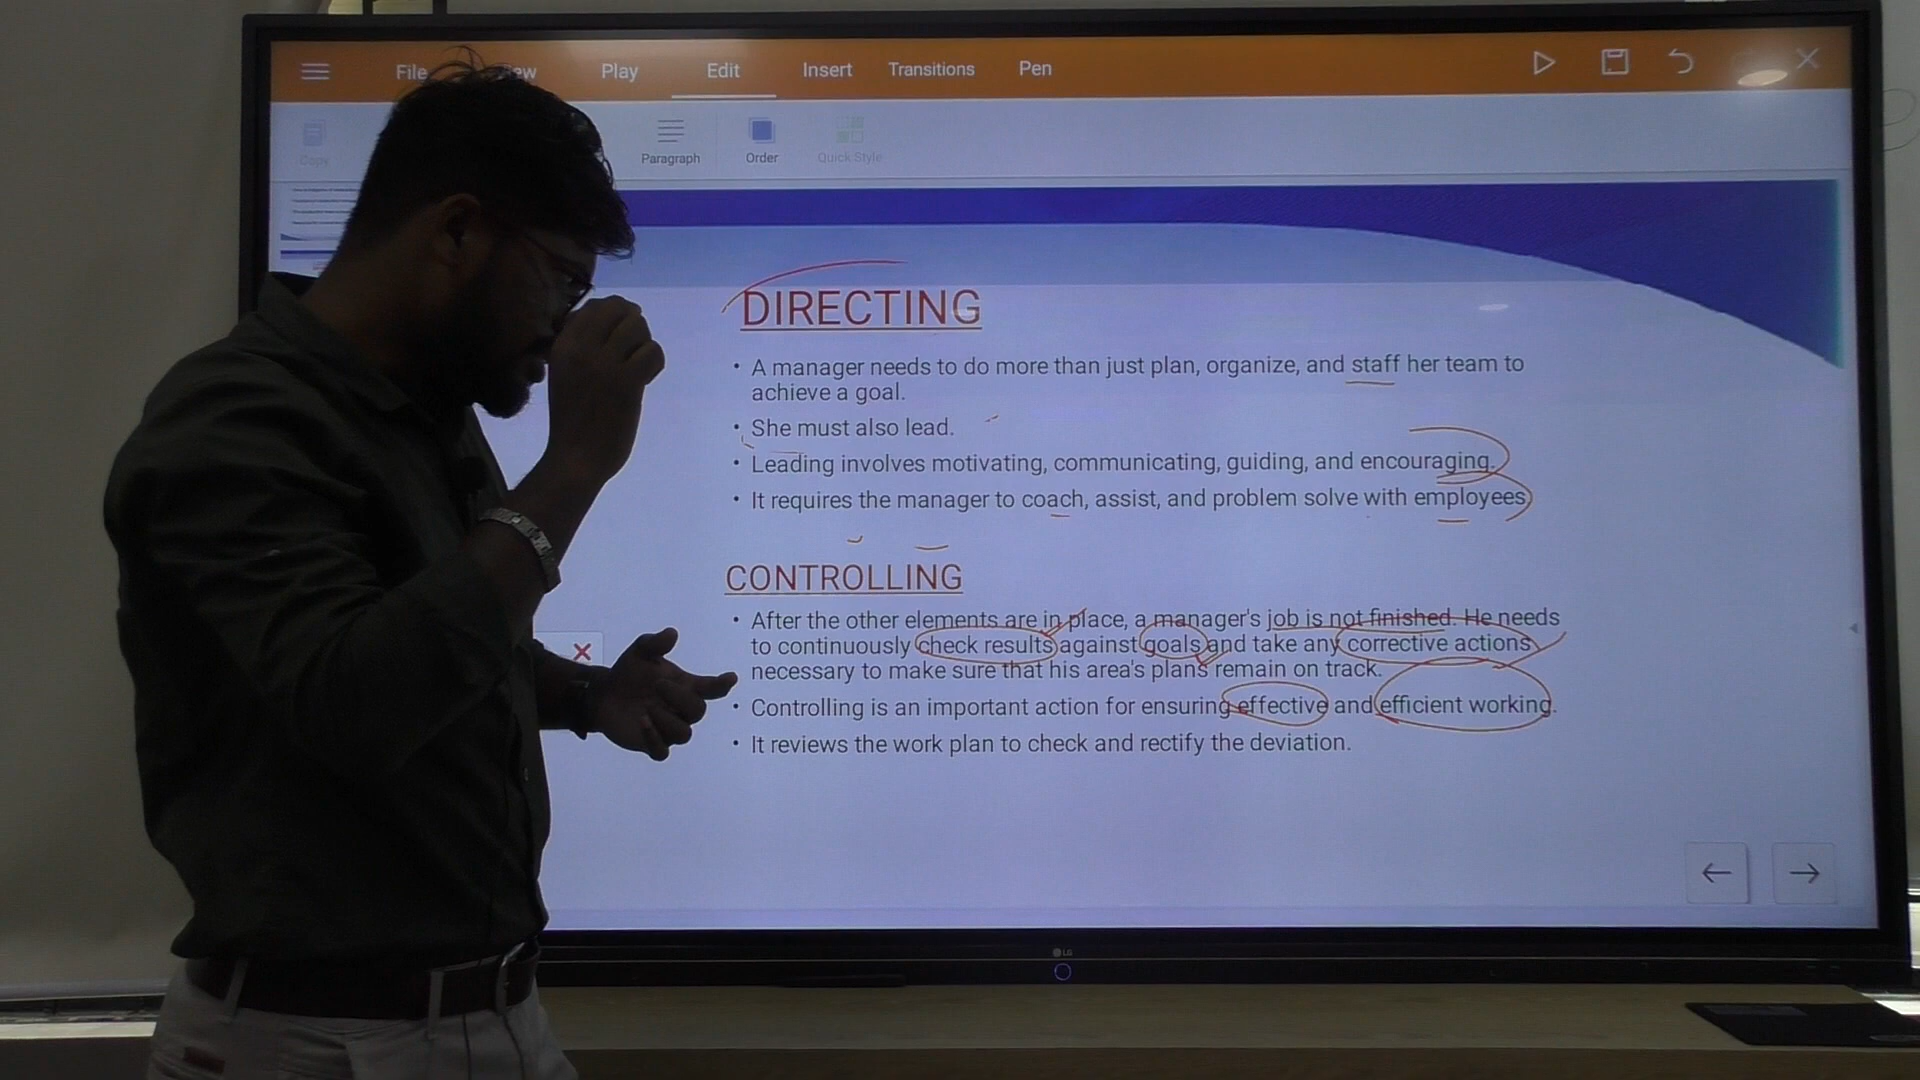 File
Play
Edit
Insert
Transitions
Pen
Copy
Paragraph
Order
Quick Style
DIRECTING
• A manager needs to do more than just plan, organize, and staff her team to
achieve a goal.
• She must also lead.
• Leading involves motivating, communicating, guiding, and encouraging.
• It requires the manager to coach, assist, and problem solve with employees
CONTROLLING
• After the other elements are in place, a manager's job is not finished. He needs
to continuously check results against goals and take any corrective actions
necessary to make sure that his area's plans remain on track.
• Controlling is an important action for ensuring effective and efficient working.
• It reviews the work plan to check and rectify the deviation.
LG